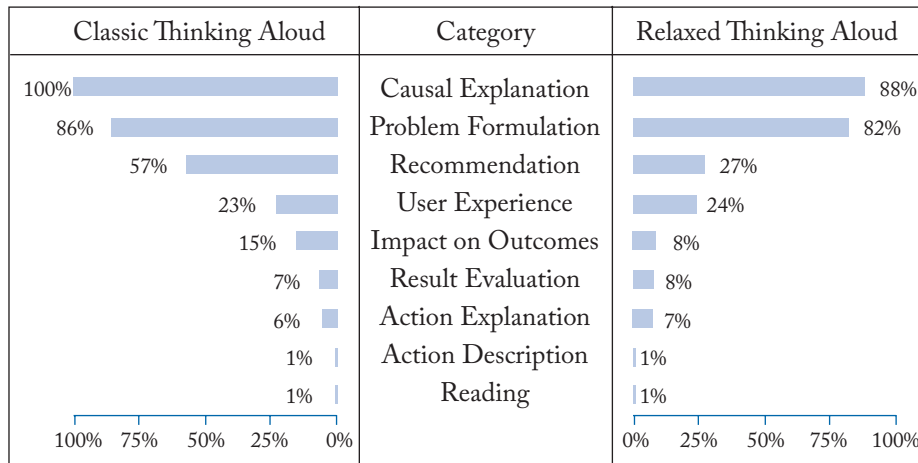 Classic Thinking Aloud Category Relaxed Thinking Aloud
100% Causal Explanation 88%
86% Problem Formulation 82%
57% Recommendation 27%
23% User Experience 24%
15% Impact on Outcomes 8%
7% Result Evaluation 8%
6% Action Explanation 7%
1% Action Description 1%
1% Reading 1%
100% 75% 50% 25% 0% 0% 25% 50% 75% 100%